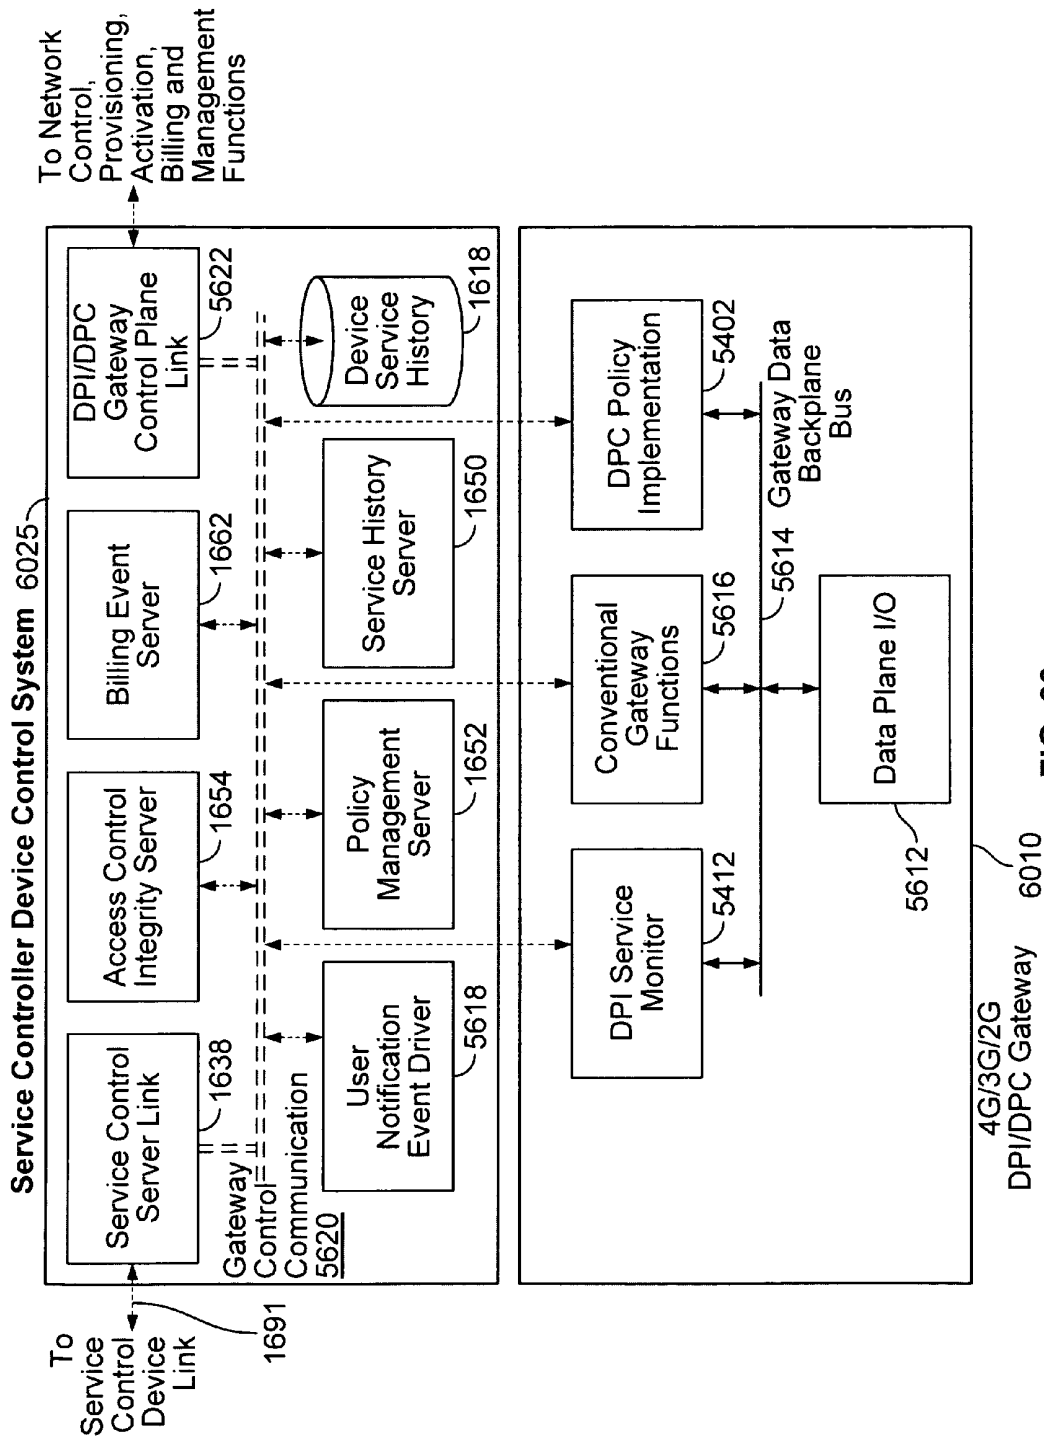 Service Controller Device Control System 6025
To
Service
Control
Device
Link
1691
Service Control
Server Link
1638
Access Control
Integrity Server
1654
Billing Event
Server
1662
DPI/DPC
Gateway
Control Plane
Link
5622
To Network
Control,
Provisioning,
Activation,
Billing and
Management
Functions
Gateway
Control
Communication
5620
User
Notification
Event Driver
5618
Policy
Management
Server
1652
Service History
Server
1650
Device
Service
History
1618
DPI Service
Monitor
5412
Conventional
Gateway
Functions
5616
DPC Policy
Implementation
5402
5614
Gateway Data
Backplane
Bus
Data Plane I/O
5612
4G/3G/2G
DPI/DPC Gateway
6010